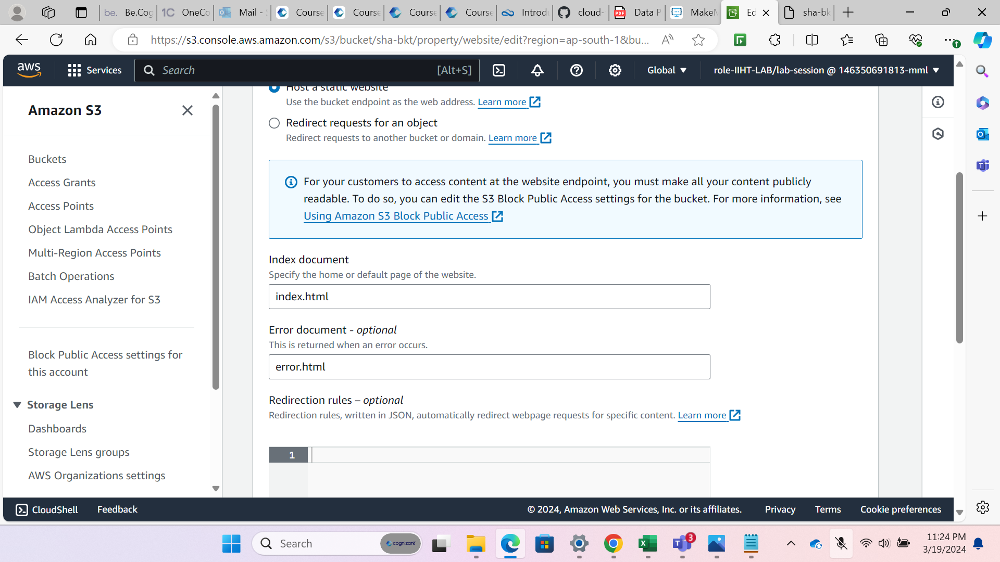 be. Be.Cog
1C OneCo
Mail - S
Course
Course
Course
Course
Introdu
cloud-
PDF Data P
MakeM
Ed
sha-bk
https://s3.console.aws.amazon.com/s3/bucket/sha-bkt/property/website/edit?region=ap-south-1&bu...
aws
Services
Search
[Alt+S]
Global
role-IIHT-LAB/lab-session @ 146350691813-mml
Amazon S3
Buckets
Access Grants
Access Points
Object Lambda Access Points
Multi-Region Access Points
Batch Operations
IAM Access Analyzer for S3
Block Public Access settings for
this account
Storage Lens
Dashboards
Storage Lens groups
AWS Organizations settings
Host a static website
Use the bucket endpoint as the web address. Learn more
Redirect requests for an object
Redirect requests to another bucket or domain. Learn more
For your customers to access content at the website endpoint, you must make all your content publicly
readable. To do so, you can edit the S3 Block Public Access settings for the bucket. For more information, see
Using Amazon S3 Block Public Access
Index document
Specify the home or default page of the website.
index.html
Error document - optional
This is returned when an error occurs.
error.html
Redirection rules – optional
Redirection rules, written in JSON, automatically redirect webpage requests for specific content. Learn more
1
CloudShell
Feedback
© 2024, Amazon Web Services, Inc. or its affiliates.
Privacy
Terms
Cookie preferences
Search
cognizant
3
11:24 PM
3/19/2024